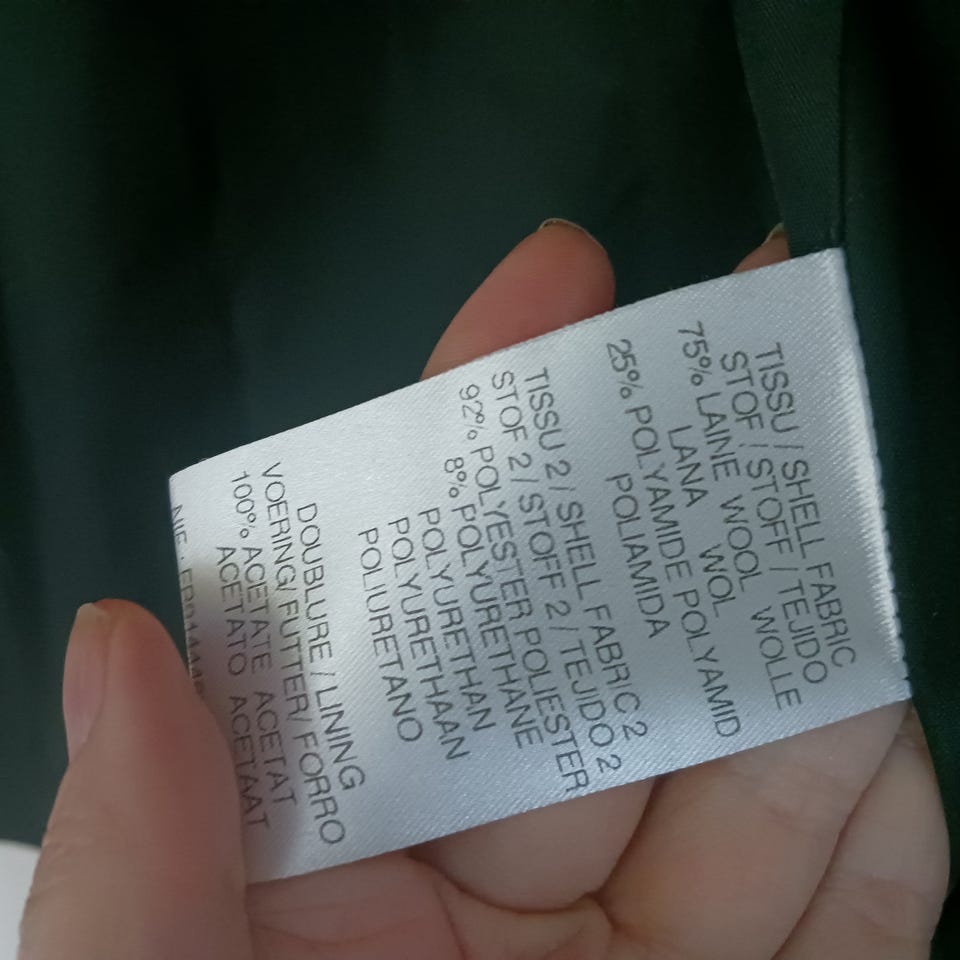 TISSU / SHELL FABRIC
STOF / STOFF / TEJIDO
75% LAINE WOOL WOLLE
LANA WOL
25% POLYAMIDE POLYAMID
POLIAMIDA
TISSU 2 / SHELL FABRIC 2
STOF 2 / STOFF 2 / TEJIDO 2
92% POLYESTER POLIESTER
8% POLYURETHANE
POLYURETHAN
POLYURETHAAN
POLIURETANO
DOUBLURE / LINING
VOERING/ FUTTER/ FORRO
100% ACETATE ACETAT
ACETATO ACETAAT